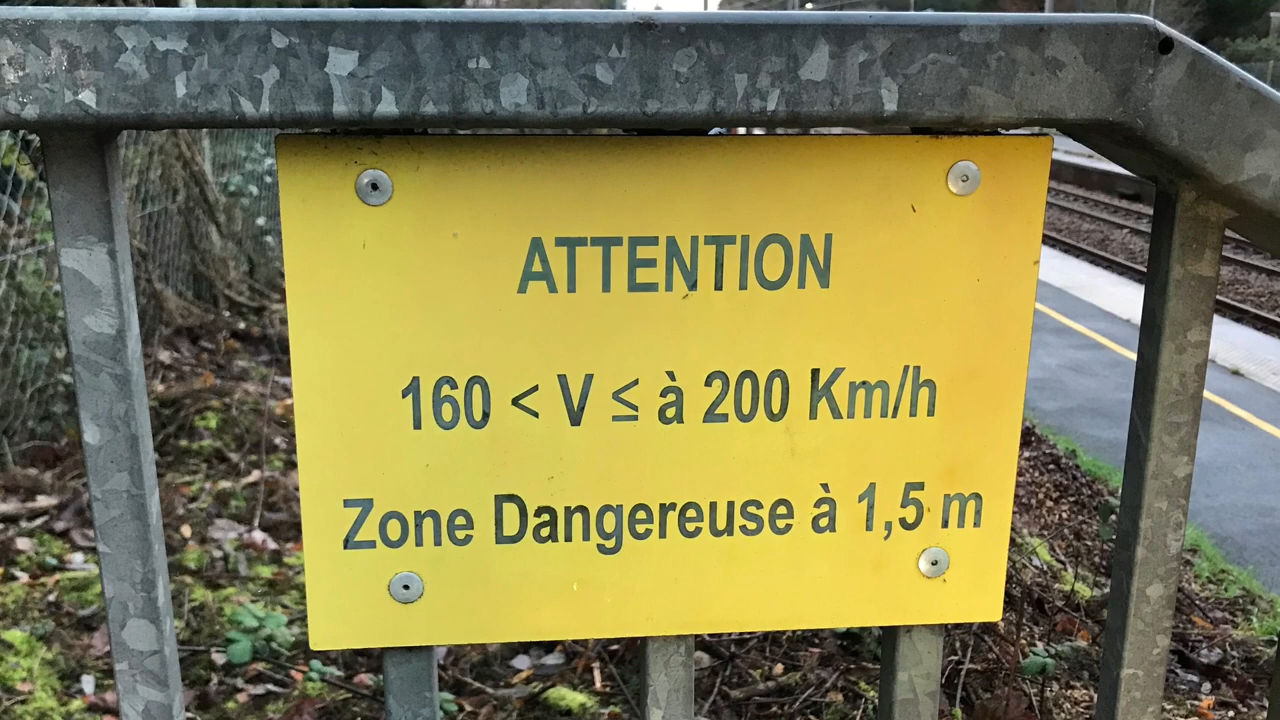 ATTENTION
160 < V ≤ à 200 Km/h
Zone Dangereuse à 1,5 m